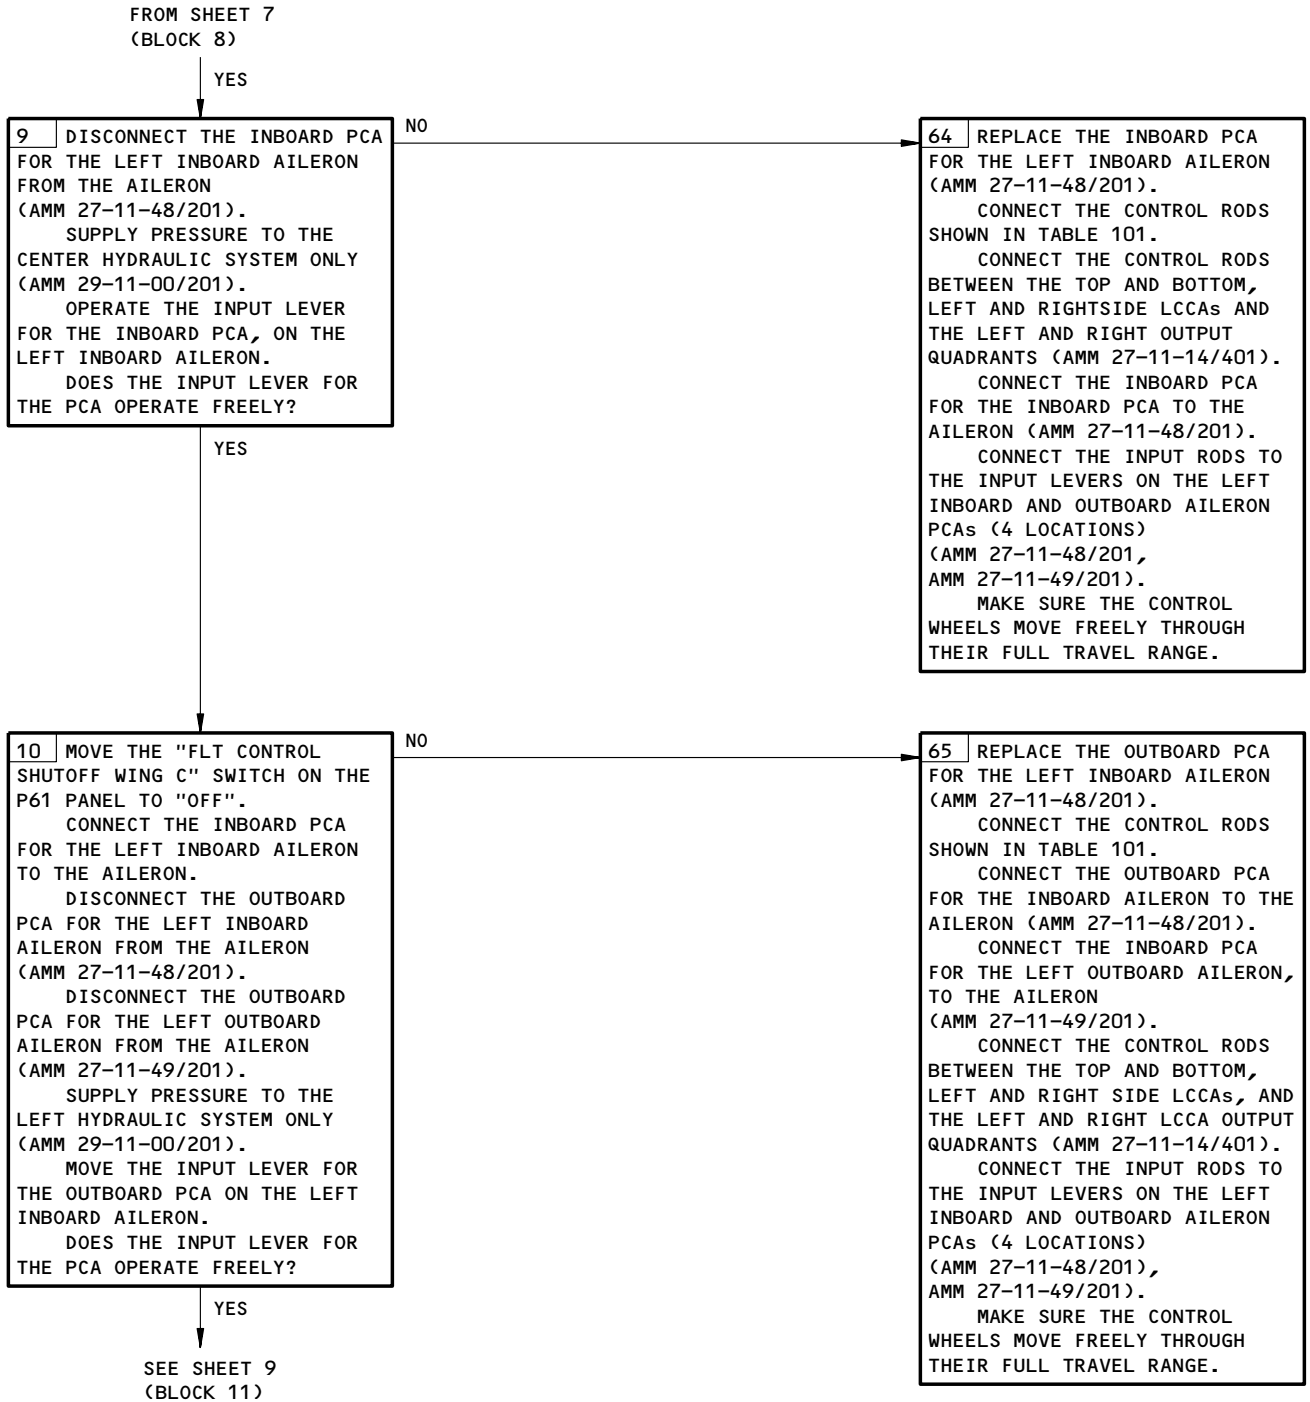 FROM SHEET 7
(BLOCK 8)
YES
9 DISCONNECT THE INBOARD PCA
FOR THE LEFT INBOARD AILERON
FROM THE AILERON
(AMM 27-11-48/201).
SUPPLY PRESSURE TO THE
CENTER HYDRAULIC SYSTEM ONLY
(AMM 29-11-00/201).
OPERATE THE INPUT LEVER
FOR THE INBOARD PCA, ON THE
LEFT INBOARD AILERON.
DOES THE INPUT LEVER FOR
THE PCA OPERATE FREELY?
NO
64 REPLACE THE INBOARD PCA
FOR THE LEFT INBOARD AILERON
(AMM 27-11-48/201).
CONNECT THE CONTROL RODS
SHOWN IN TABLE 101.
CONNECT THE CONTROL RODS
BETWEEN THE TOP AND BOTTOM,
LEFT AND RIGHTSIDE LCCAs AND
THE LEFT AND RIGHT OUTPUT
QUADRANTS (AMM 27-11-14/401).
CONNECT THE INBOARD PCA
FOR THE INBOARD PCA TO THE
AILERON (AMM 27-11-48/201).
CONNECT THE INPUT RODS TO
THE INPUT LEVERS ON THE LEFT
INBOARD AND OUTBOARD AILERON
PCAs (4 LOCATIONS)
(AMM 27-11-48/201,
AMM 27-11-49/201).
MAKE SURE THE CONTROL
WHEELS MOVE FREELY THROUGH
THEIR FULL TRAVEL RANGE.
YES
10 MOVE THE "FLT CONTROL
SHUTOFF WING C" SWITCH ON THE
P61 PANEL TO "OFF".
CONNECT THE INBOARD PCA
FOR THE LEFT INBOARD AILERON
TO THE AILERON.
DISCONNECT THE OUTBOARD
PCA FOR THE LEFT INBOARD
AILERON FROM THE AILERON
(AMM 27-11-48/201).
DISCONNECT THE OUTBOARD
PCA FOR THE LEFT OUTBOARD
AILERON FROM THE AILERON
(AMM 27-11-49/201).
SUPPLY PRESSURE TO THE
LEFT HYDRAULIC SYSTEM ONLY
(AMM 29-11-00/201).
MOVE THE INPUT LEVER FOR
THE OUTBOARD PCA ON THE LEFT
INBOARD AILERON.
DOES THE INPUT LEVER FOR
THE PCA OPERATE FREELY?
NO
65 REPLACE THE OUTBOARD PCA
FOR THE LEFT INBOARD AILERON
(AMM 27-11-48/201).
CONNECT THE CONTROL RODS
SHOWN IN TABLE 101.
CONNECT THE OUTBOARD PCA
FOR THE INBOARD AILERON TO THE
AILERON (AMM 27-11-48/201).
CONNECT THE INBOARD PCA
FOR THE LEFT OUTBOARD AILERON,
TO THE AILERON
(AMM 27-11-49/201).
CONNECT THE CONTROL RODS
BETWEEN THE TOP AND BOTTOM,
LEFT AND RIGHT SIDE LCCAs, AND
THE LEFT AND RIGHT LCCA OUTPUT
QUADRANTS (AMM 27-11-14/401).
CONNECT THE INPUT RODS TO
THE INPUT LEVERS ON THE LEFT
INBOARD AND OUTBOARD AILERON
PCAs (4 LOCATIONS)
(AMM 27-11-48/201),
AMM 27-11-49/201).
MAKE SURE THE CONTROL
WHEELS MOVE FREELY THROUGH
THEIR FULL TRAVEL RANGE.
YES
SEE SHEET 9
(BLOCK 11)